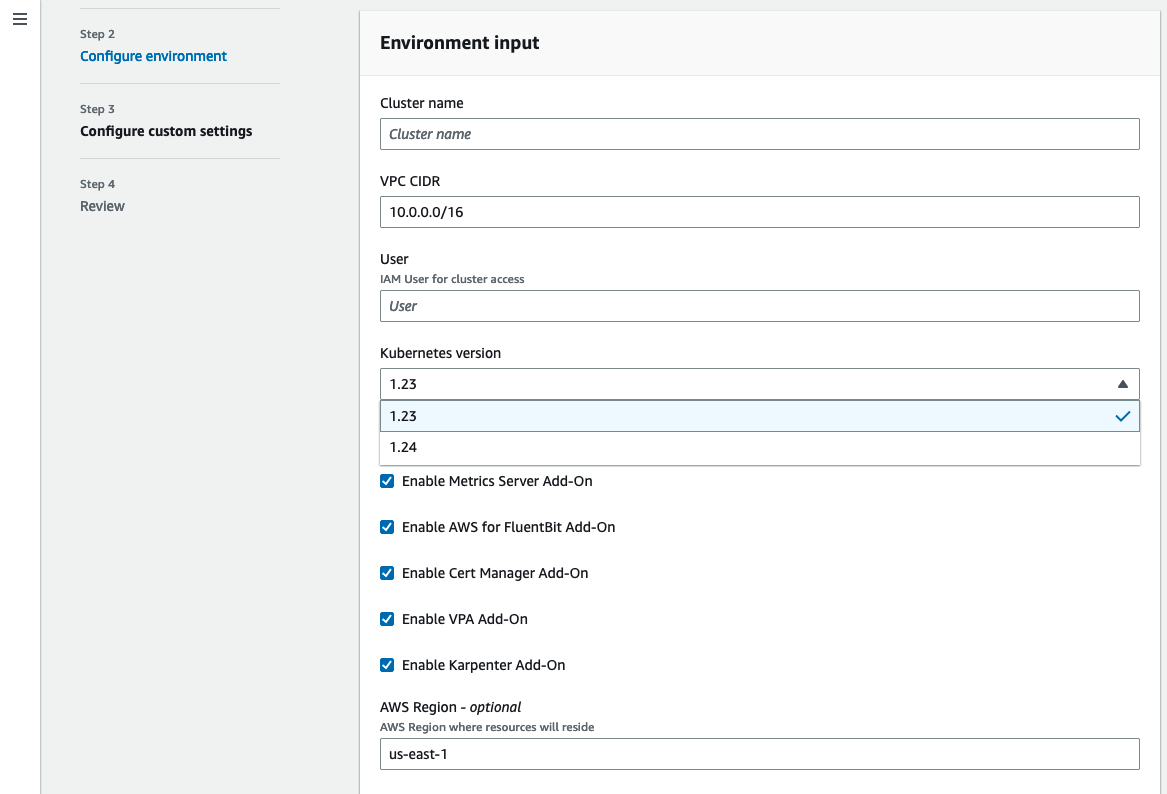 Step 2
Configure environment
Step 3
Configure custom settings
Step 4
Review
Environment input
Cluster name
Cluster name
VPC CIDR
10.0.0.0/16
User
IAM User for cluster access
User
Kubernetes version
1.23
1.23
1.24
Enable Metrics Server Add-On
Enable AWS for FluentBit Add-On
Enable Cert Manager Add-On
Enable VPA Add-On
Enable Karpenter Add-On
AWS Region - optional
AWS Region where resources will reside
us-east-1